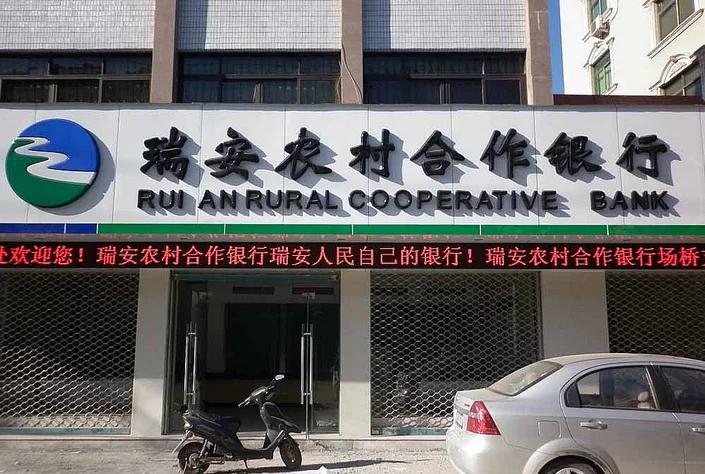 瑞安农村合作银行
RUI AN RURAL COOPERATIVE BANK
处欢迎您！瑞安农村合作银行瑞安人民自己的银行！瑞安农村合作银行场桥